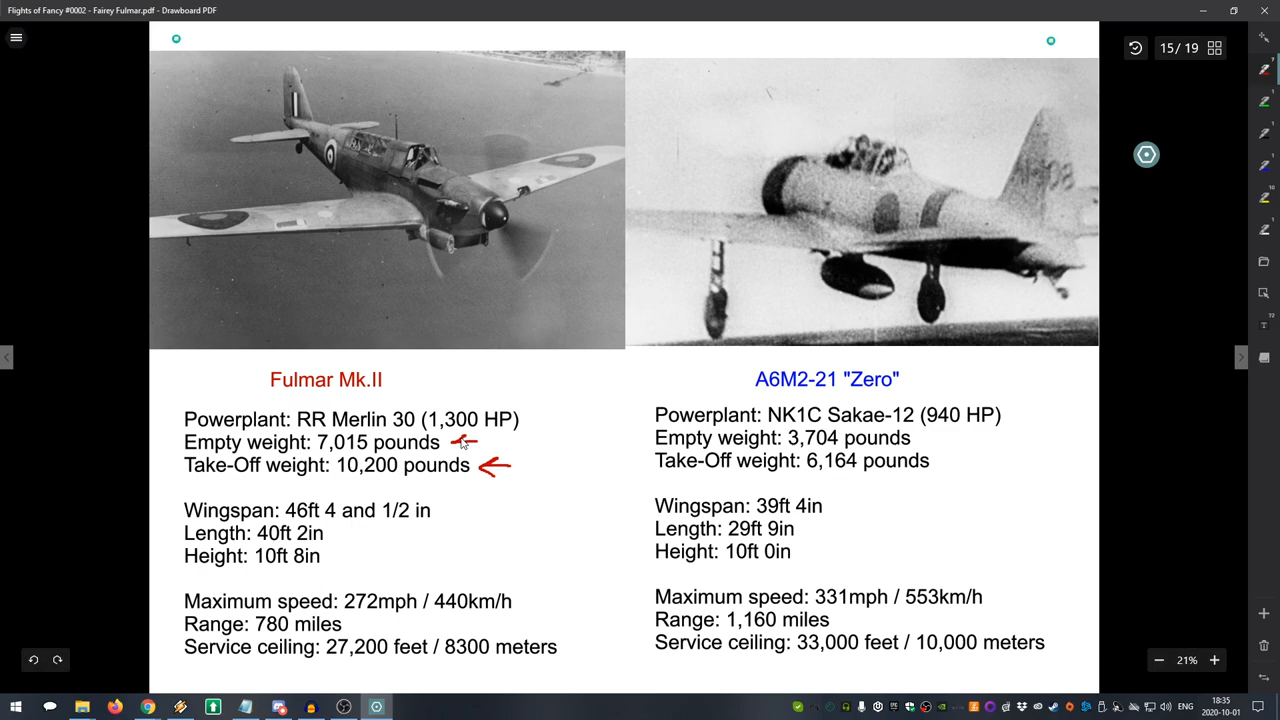 Flights of Fancy #0002 - Fairey Fulmar.pdf - Drawboard PDF
15 / 19
Fulmar Mk.II
Powerplant: RR Merlin 30 (1,300 HP)
Empty weight: 7,015 pounds
Take-Off weight: 10,200 pounds
Wingspan: 46ft 4 and 1/2 in
Length: 40ft 2in
Height: 10ft 8in
Maximum speed: 272mph / 440km/h
Range: 780 miles
Service ceiling: 27,200 feet / 8300 meters
A6M2-21 "Zero"
Powerplant: NK1C Sakae-12 (940 HP)
Empty weight: 3,704 pounds
Take-Off weight: 6,164 pounds
Wingspan: 39ft 4in
Length: 29ft 9in
Height: 10ft 0in
Maximum speed: 331mph / 553km/h
Range: 1,160 miles
Service ceiling: 33,000 feet / 10,000 meters
21%
ENG
18:35
2020-10-01